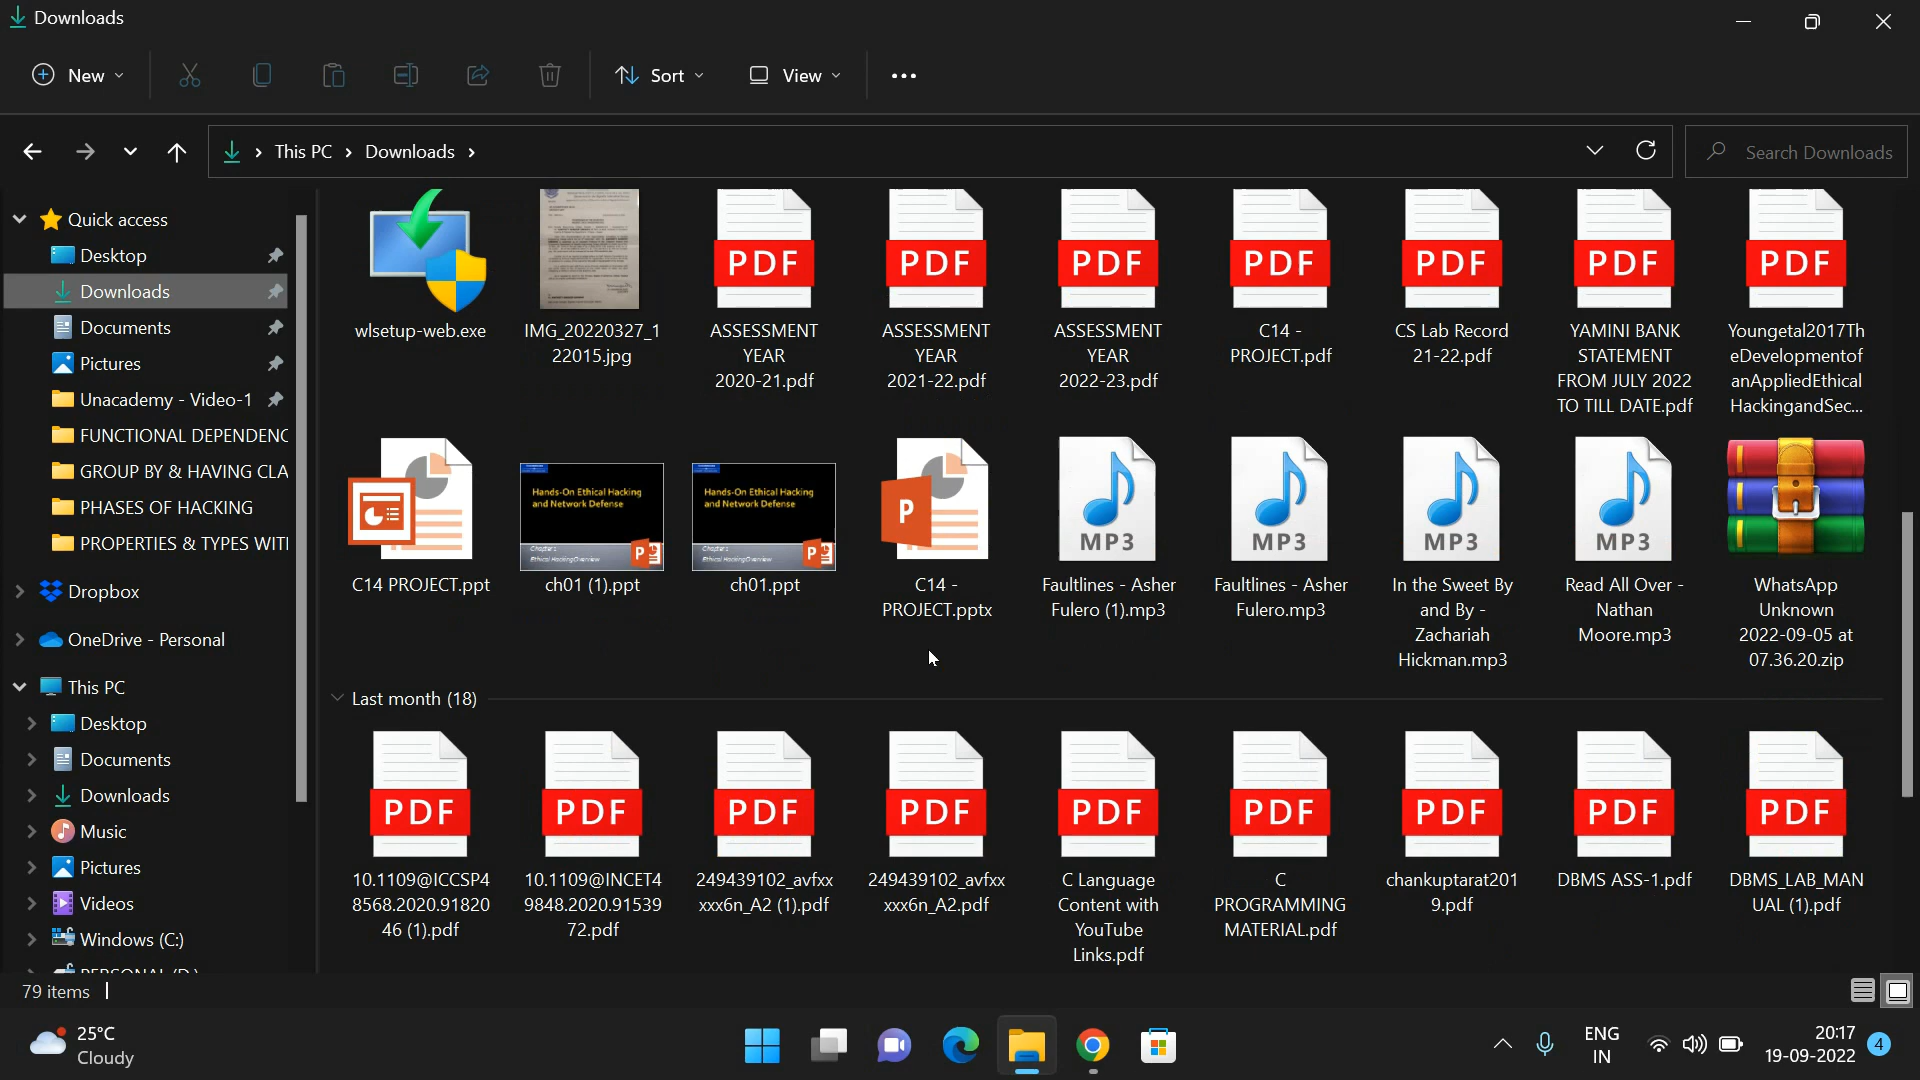 Downloads
New
Sort
View
This PC
Downloads
Search Downloads
Quick access
Desktop
Downloads
Documents
Pictures
Unacademy - Video-1
FUNCTIONAL DEPENDENC
GROUP BY & HAVING CLA
PHASES OF HACKING
PROPERTIES & TYPES WIT
Dropbox
OneDrive - Personal
This PC
Desktop
Documents
Downloads
Music
Pictures
Videos
Windows (C:)
wlsetup-web.exe
IMG_20220327_1
22015.jpg
PDF
ASSESSMENT
YEAR
2020-21.pdf
PDF
ASSESSMENT
YEAR
2021-22.pdf
PDF
ASSESSMENT
YEAR
2022-23.pdf
PDF
C14 -
PROJECT.pdf
PDF
CS Lab Record
21-22.pdf
PDF
YAMINI BANK
STATEMENT
FROM JULY 2022
TO TILL DATE.pdf
PDF
Youngetal2017Th
eDevelopmentof
anAppliedEthical
HackingandSec...
C14 PROJECT.ppt
Hands-On Ethical Hacking
and Network Defense
Chapter 1
Ethical Hacking Overview
P
ch01 (1).ppt
Hands-On Ethical Hacking
and Network Defense
Chapter 1
Ethical Hacking Overview
P
ch01.ppt
P
C14 -
PROJECT.pptx
MP3
Faultlines - Asher
Fulero (1).mp3
MP3
Faultlines - Asher
Fulero.mp3
MP3
In the Sweet By
and By -
Zachariah
Hickman.mp3
MP3
Read All Over -
Nathan
Moore.mp3
WhatsApp
Unknown
2022-09-05 at
07.36.20.zip
Last month (18)
PDF
10.1109@ICCSP4
8568.2020.91820
46 (1).pdf
PDF
10.1109@INCET4
9848.2020.91539
72.pdf
PDF
249439102_avfxx
xxx6n_A2 (1).pdf
PDF
249439102_avfxx
xxx6n_A2.pdf
PDF
C Language
Content with
YouTube
Links.pdf
PDF
C
PROGRAMMING
MATERIAL.pdf
PDF
chankuptarat201
9.pdf
PDF
DBMS ASS-1.pdf
PDF
DBMS_LAB_MAN
UAL (1).pdf
79 items
25°C
Cloudy
ENG
IN
20:17
19-09-2022
4